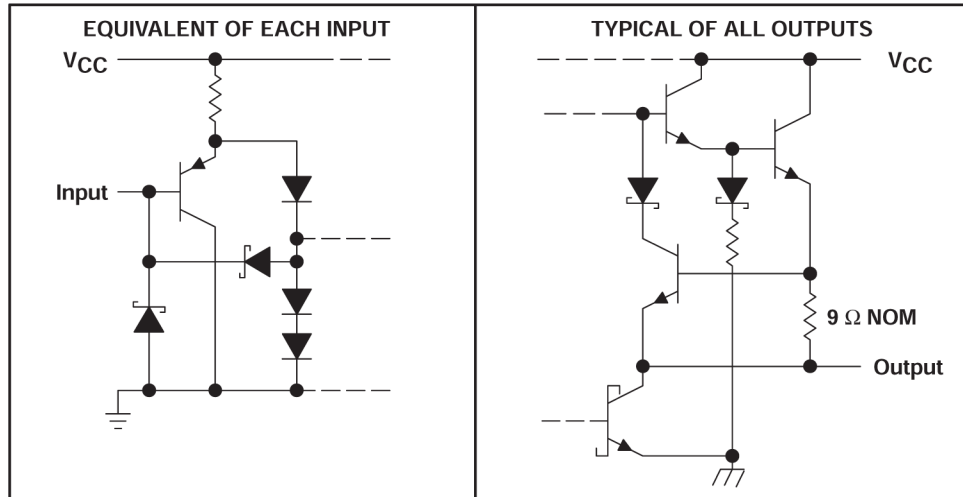 EQUIVALENT OF EACH INPUT
VCC
Input
TYPICAL OF ALL OUTPUTS
VCC
9 Ω NOM
Output